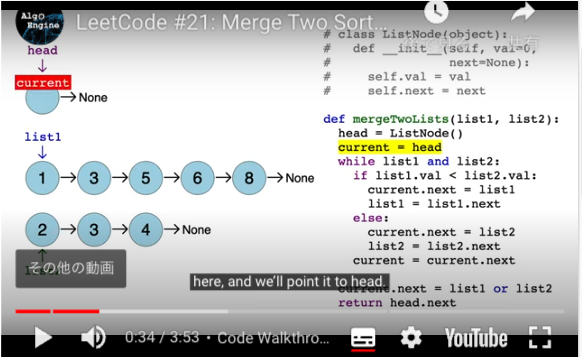 Algo
Engine
LeetCode #21: Merge Two Sort...
共有
head
current
None
list1
1
3
5
6
8
None
2
3
4
None
その他の動画
# class ListNode(object):
#   def __init__(self, val=0,
#                next=None):
#     self.val = val
#     self.next = next
def mergeTwoLists(list1, list2):
head = ListNode()
current = head
while list1 and list2:
if list1.val < list2.val:
current.next = list1
list1 = list1.next
else:
current.next = list2
list2 = list2.next
current = current.next
here, and we'll point it to head.
current.next = list1 or list2
return head.next
0:34 / 3:53 • Code Walkthro...
YouTube